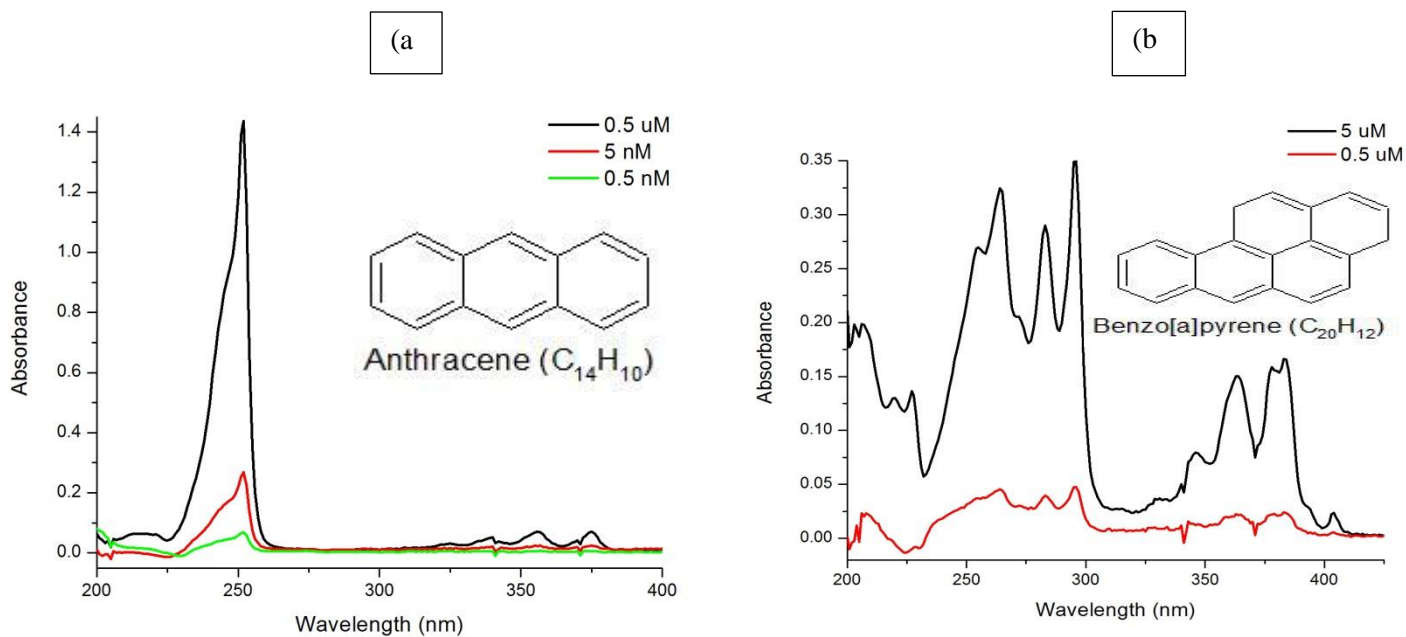 (a
(b
0.5 uM
5 nM
0.5 nM
Anthracene (C₁₄H₁₀)
Absorbance
1.4
1.2
1.0
0.8
0.6
0.4
0.2
0.0
200 250 300 350 400
Wavelength (nm)
5 uM
0.5 uM
Benzo[a]pyrene (C₂₀H₁₂)
Absorbance
0.35
0.30
0.25
0.20
0.15
0.10
0.05
0.00
200 250 300 350 400
Wavelength (nm)